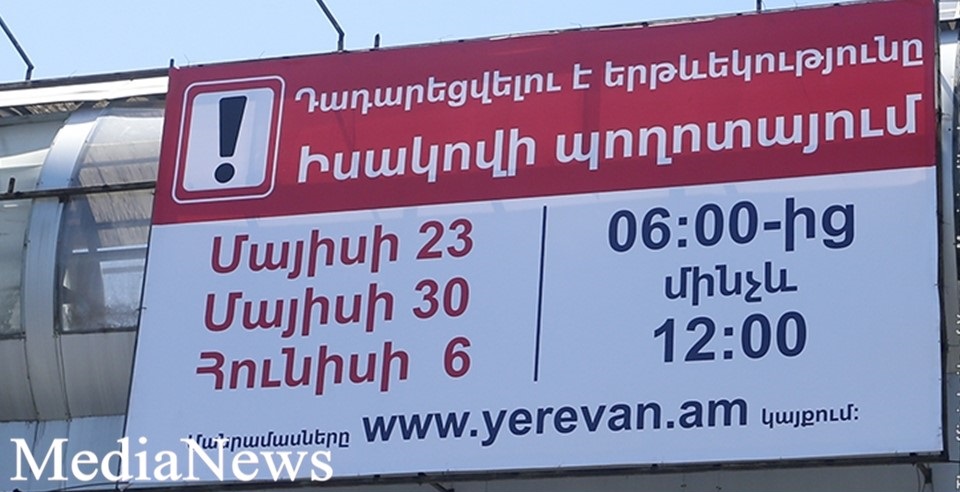 Դադարեցվելու է երթևեկությունը
Իսակովի պողոտայում
Մայիսի 23
Մայիսի 30
Հունիսի 6
06:00-ից
մինչև
12:00
Մանրամասները www.yerevan.am կայքում:
MediaNews